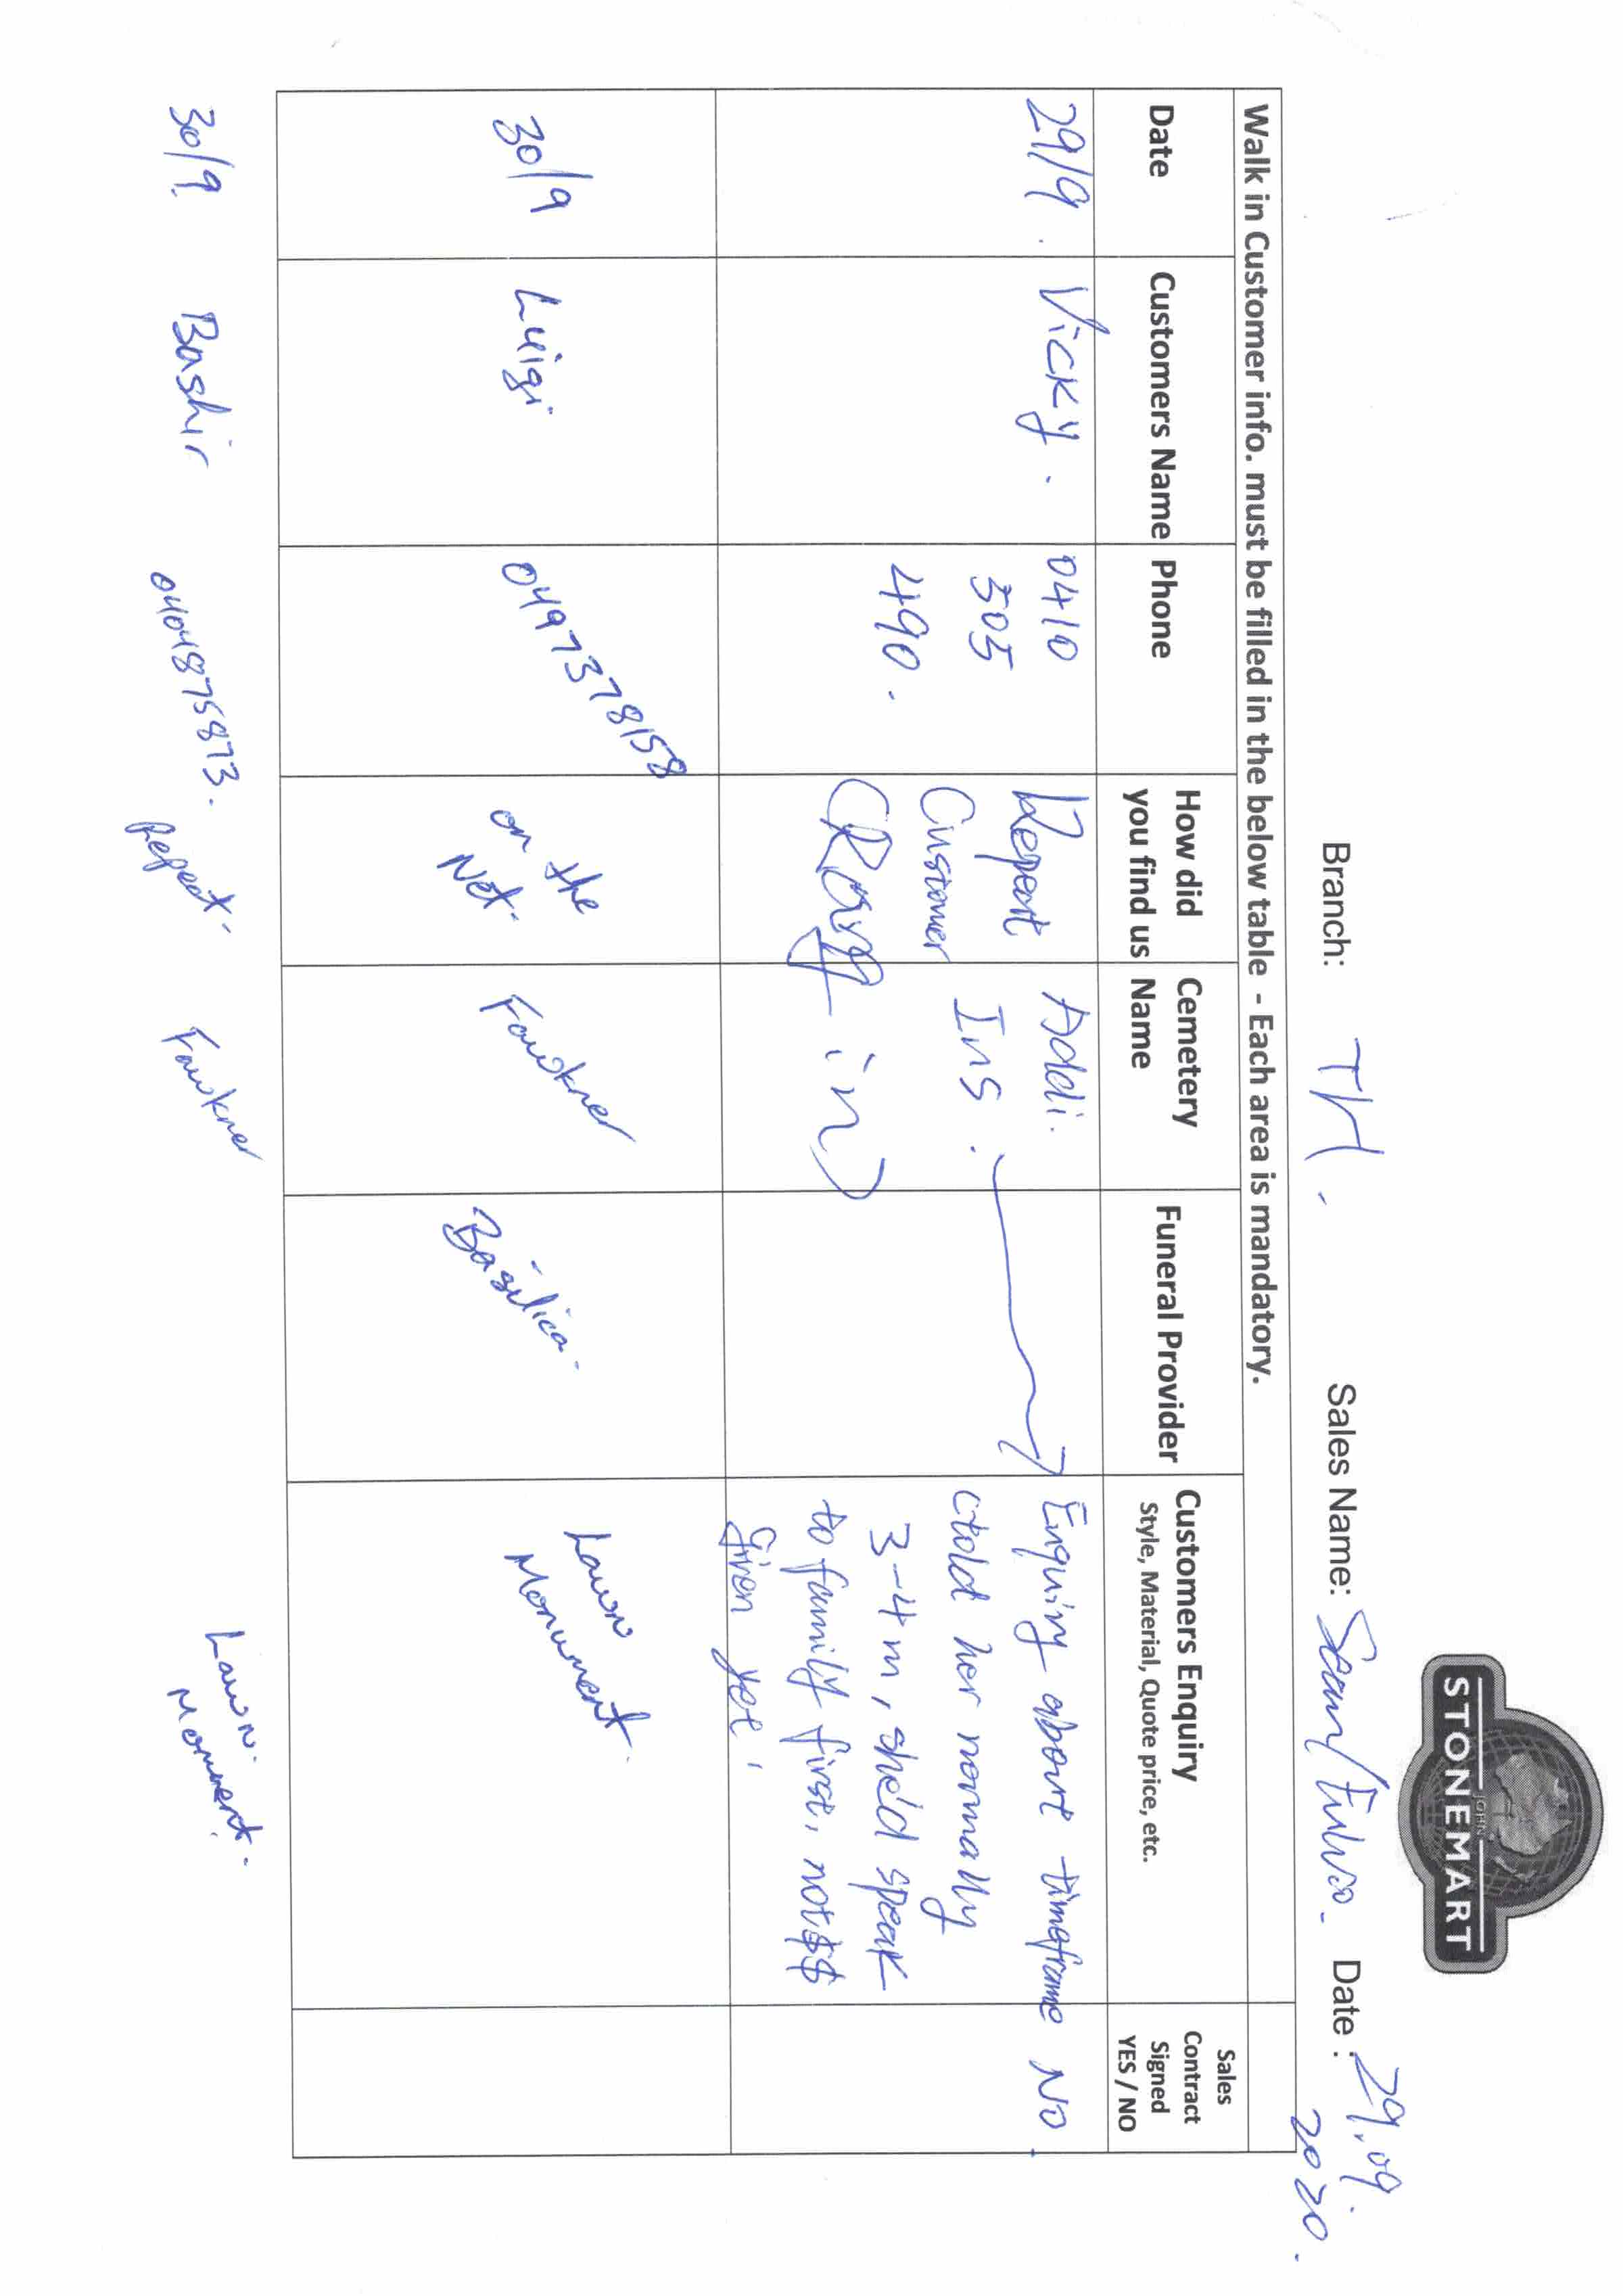 JOHN
STONEMART
Branch: TH. Sales Name: Sean/Fulvio. Date: 29.09.
2020.
Walk in Customer info. must be filled in the below table - Each area is mandatory.
Date
Customers Name
Phone
How did
you find us
Cemetery
Name
Funeral Provider
Customers Enquiry
Style, Material, Quote price, etc.
Sales
Contract
Signed
YES / NO
29/9.
Vicky.
0410
505
490.
Repeat
Customer
in)
Addi.
Ins.
Enquiry about timeframe
(told her normally
3-4m, she'd speak
to family first, not $$
given yet.
NO.
30/9
Luigi
0497378158
on the
Net.
Fawkner
Basilica.
Lawn
Monument.
30/9.
Bashir
0404875873.
Repeat.
Fawkner
Lawn.
Monument.